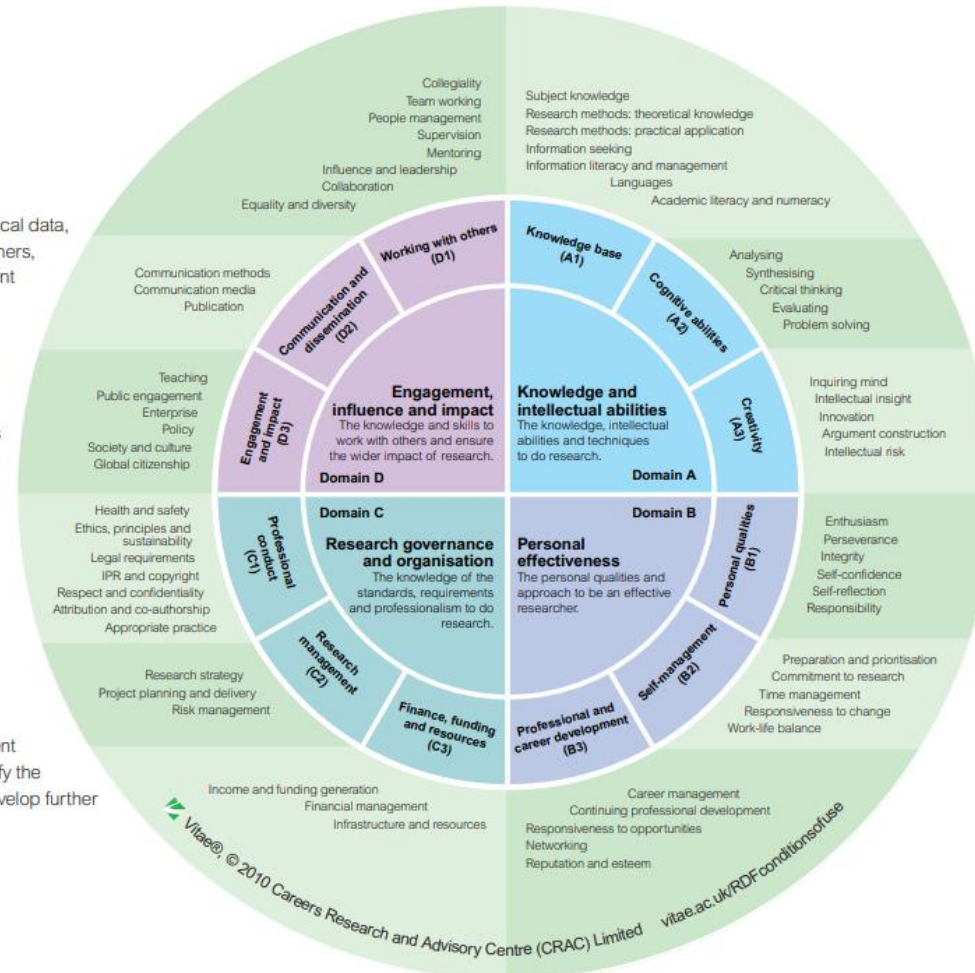 Collegiality
Team working
People management
Supervision
Mentoring
Influence and leadership
Collaboration
Equality and diversity
Subject knowledge
Research methods: theoretical knowledge
Research methods: practical application
Information seeking
Information literacy and management
Languages
Academic literacy and numeracy
cal data,
ners,
nt
Communication methods
Communication media
Publication
Working with others
(D1)
Knowledge base
(A1)
Communication and
dissemination
(D2)
Cognitive abilities
(A2)
Analysing
Synthesising
Critical thinking
Evaluating
Problem solving
Teaching
Public engagement
Enterprise
Policy
Society and culture
Global citizenship
s
Engagement
and impact
(D3)
Engagement,
influence and impact
The knowledge and skills to
work with others and ensure
the wider impact of research.
Domain D
Knowledge and
intellectual abilities
The knowledge, intellectual
abilities and techniques
to do research.
Domain A
Creativity
(A3)
Inquiring mind
Intellectual insight
Innovation
Argument construction
Intellectual risk
Health and safety
Ethics, principles and
sustainability
Legal requirements
IPR and copyright
Respect and confidentiality
Attribution and co-authorship
Appropriate practice
Professional
conduct
(C1)
Domain C
Research governance
and organisation
The knowledge of the
standards, requirements
and professionalism to do
research.
Domain B
Personal
effectiveness
The personal qualities and
approach to be an effective
researcher.
Personal qualities
(B1)
Enthusiasm
Perseverance
Integrity
Self-confidence
Self-reflection
Responsibility
Research strategy
Project planning and delivery
Risk management
Research
management
(C2)
Self-management
(B2)
Preparation and prioritisation
Commitment to research
Time management
Responsiveness to change
Work-life balance
Finance, funding
and resources
(C3)
Professional and
career development
(B3)
ent
fy the
velop further
Income and funding generation
Financial management
Infrastructure and resources
Career management
Continuing professional development
Responsiveness to opportunities
Networking
Reputation and esteem
Vitae®, © 2010 Careers Research and Advisory Centre (CRAC) Limited vitae.ac.uk/RDFconditionsofuse